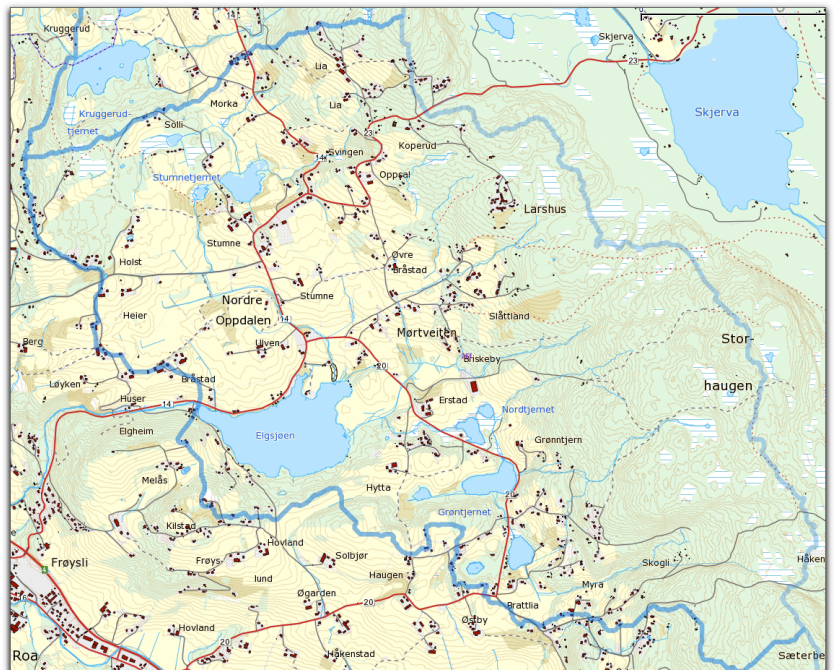 14
Kruggerud
Skjerva
Lia
23
Morka
Lia
Kruggerud-
tjernet
Skjerva
Solli
23
Koperud
Svingen
14
Stumnetjernet
Oppsal
Larshus
Stumne
Øvre
Bråstad
Holst
Stumne
Nordre
Oppdalen
14
Heier
Slåttland
Mørtveiten
Berg
Ulven
Stor-
Briskeby
20
Løyken
Bråstad
haugen
Huser
14
Erstad
Nordtjernet
Elgheim
Elgsjøen
Grønntjern
Melås
Hytta
20
Grøntjernet
Kilstad
Hovland
Frøysli
Frøys-
lund
Solbjør
Skogli
Håken
Haugen
Myra
Øgarden
20
Brattlia
Østby
Hovland
20
Håkenstad
Roa
Sæterbe